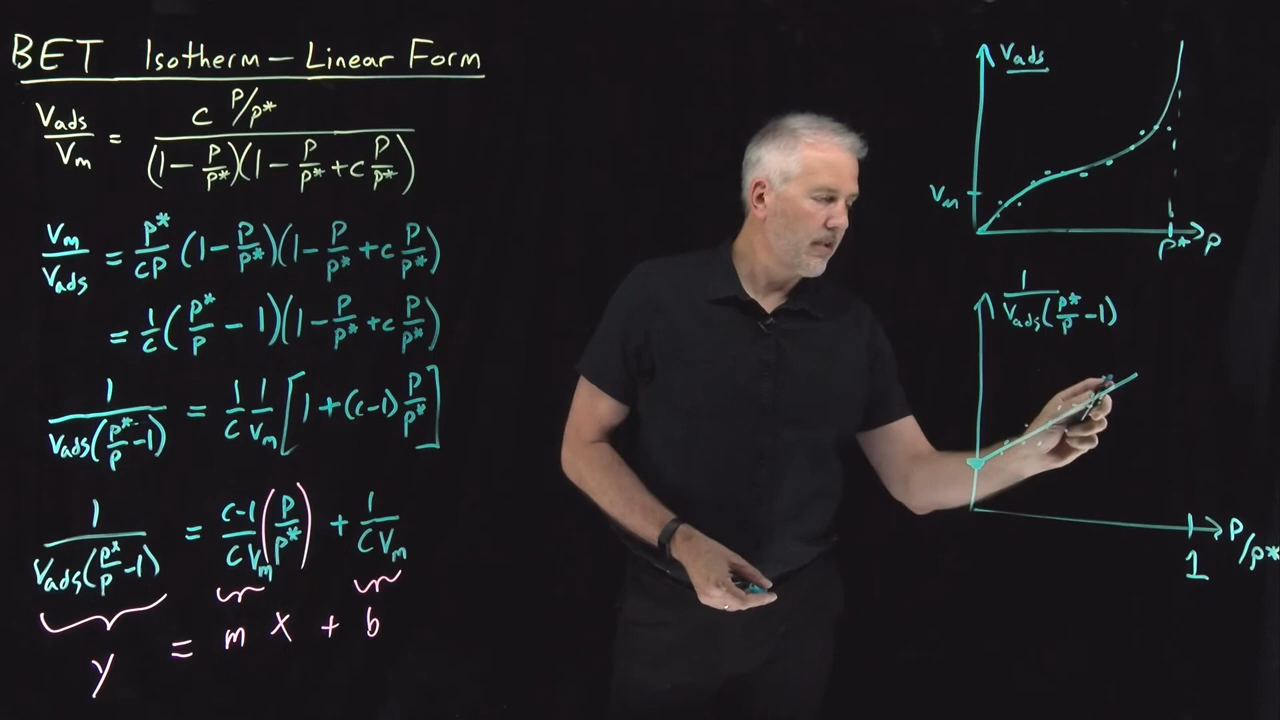 BET Isotherm – Linear Form
Vads/Vm = c P/P* / (1 - P/P*)(1 - P/P* + c P/P*)
Vm/Vads = P*/cP (1 - P/P*)(1 - P/P* + c P/P*)
= 1/c (P*/P - 1)(1 - P/P* + c P/P*)
1/Vads(P*/P - 1) = 1/c 1/Vm [1 + (c-1) P/P*]
1/Vads(P*/P - 1) = c-1/cVm (P/P*) + 1/cVm
y = m x + b
Vads
Vm
P* P
1/Vads(P*/P - 1)
1
P/P*